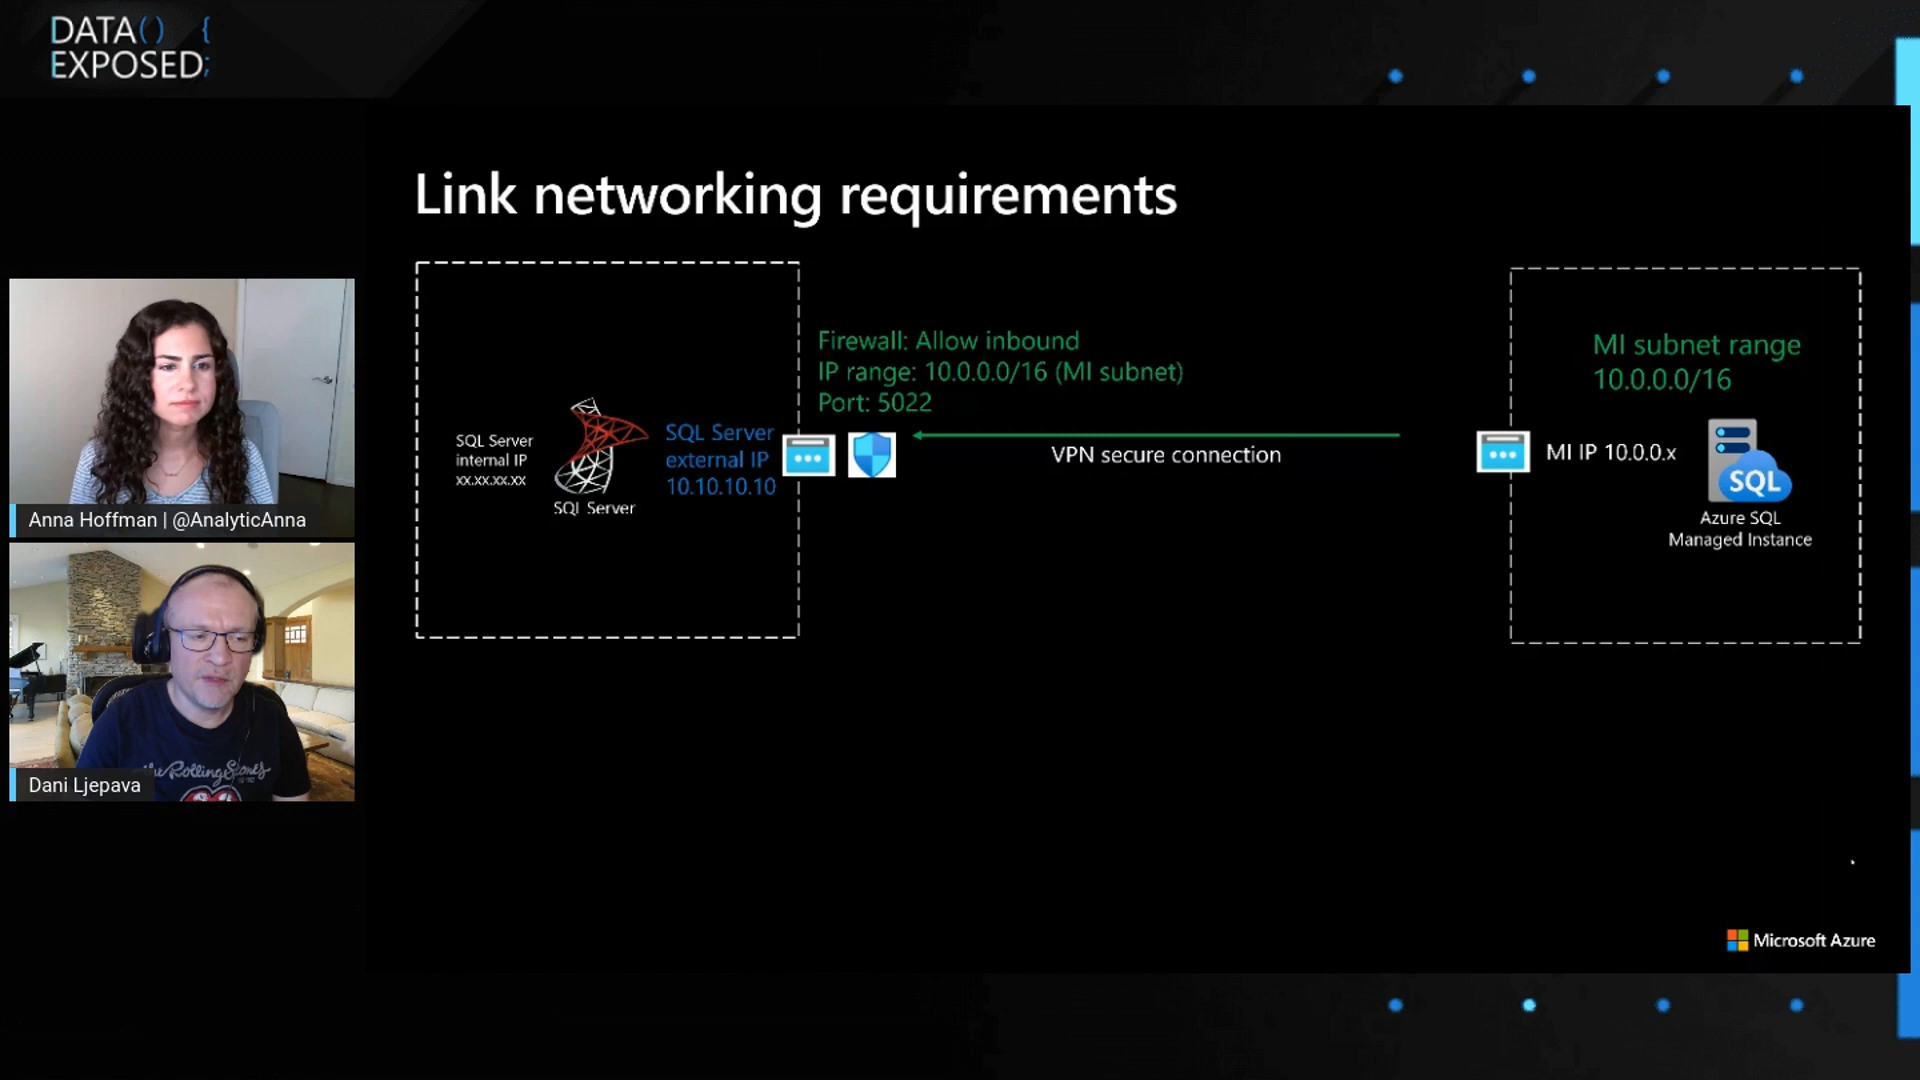 DATA() {
EXPOSED;
Link networking requirements
Firewall: Allow inbound
IP range: 10.0.0.0/16 (MI subnet)
Port: 5022
MI subnet range
10.0.0.0/16
SQL Server
internal IP
xx.xx.xx.xx
SQL Server
SQL Server
external IP
10.10.10.10
VPN secure connection
MI IP 10.0.0.x
SQL
Azure SQL
Managed Instance
Anna Hoffman | @AnalyticAnna
the Rolling Stones
Dani Ljepava
Microsoft Azure